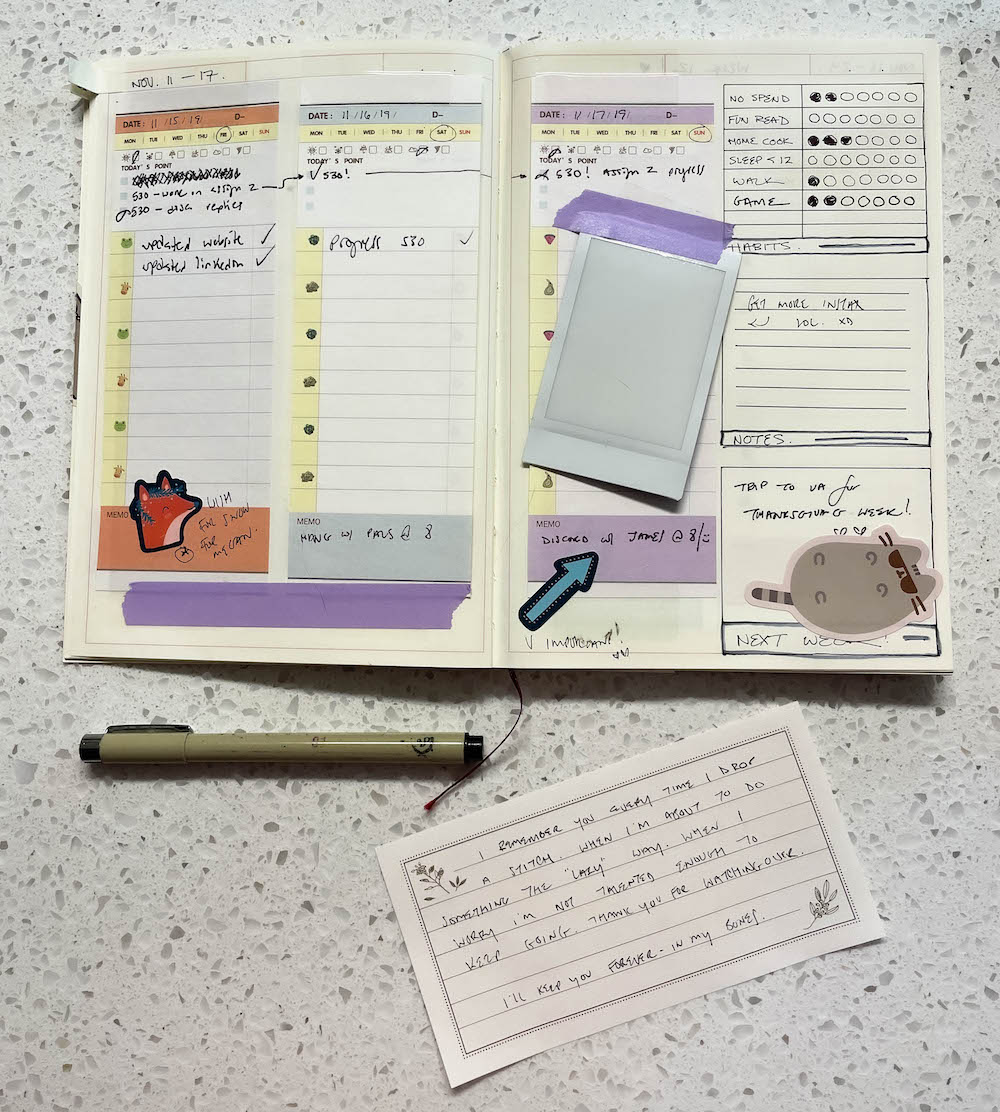 NOV. 11 — 17.
DATE: 11 / 15 / 19/ D-
MON TUE WED THU FRI SAT SUN
TODAY'S POINT
530 - work on assign 2
530 - disc replies
updated website ✓
updated linkedin ✓
MEMO
FOR SNOW
FOR
DATE: 11 / 16 / 19 / D-
MON TUE WED THU FRI SAT SUN
TODAY'S POINT
✓ 530!
Progress 530 ✓
MEMO
HANG W/ PALS @ 8
DATE: 11 / 17 / 19 / D-
MON TUE WED THU FRI SAT SUN
TODAY'S POINT
530! Assign 2 progress
MEMO
DISCORD W/ JAMES @ 8/
V IMPORTANT!
NO SPEND
FUN READ
HOME COOK
SLEEP < 12
WALK
GAME
HABITS.
GET MORE INSTAX
LOL. XD
NOTES.
TRIP TO VA for
THANKSGIVING WEEK!
NEXT WEEK!
I REMEMBER YOU EVERY TIME I DROP
A STITCH. WHEN I'M ABOUT TO DO
SOMETHING THE "LAZY" WAY. WHEN I
WORRY I'M NOT TALENTED ENOUGH TO
KEEP GOING. THANK YOU FOR WATCHING OVER.
I'LL KEEP YOU FOREVER - IN MY BONES.